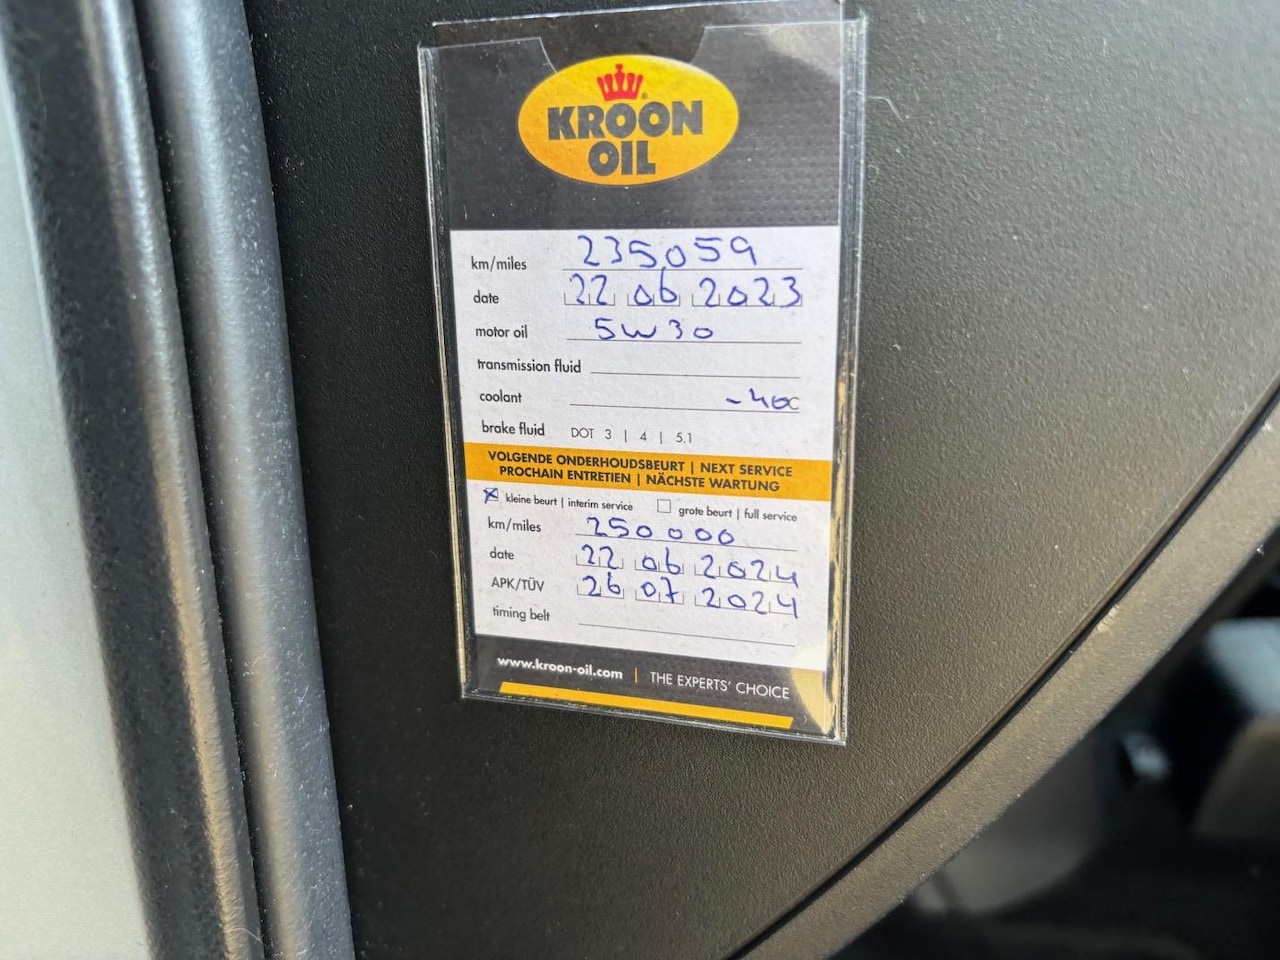 KROON
OIL
km/miles 235059
date 22 06 2023
motor oil 5W30
transmission fluid
coolant -40c
brake fluid DOT 3 | 4 | 5.1
VOLGENDE ONDERHOUDSBEURT | NEXT SERVICE
PROCHAIN ENTRETIEN | NÄCHSTE WARTUNG
kleine beurt | interim service grote beurt | full service
km/miles 250000
date 22 06 2024
APK/TÜV 26 07 2024
timing belt
www.kroon-oil.com | THE EXPERTS' CHOICE